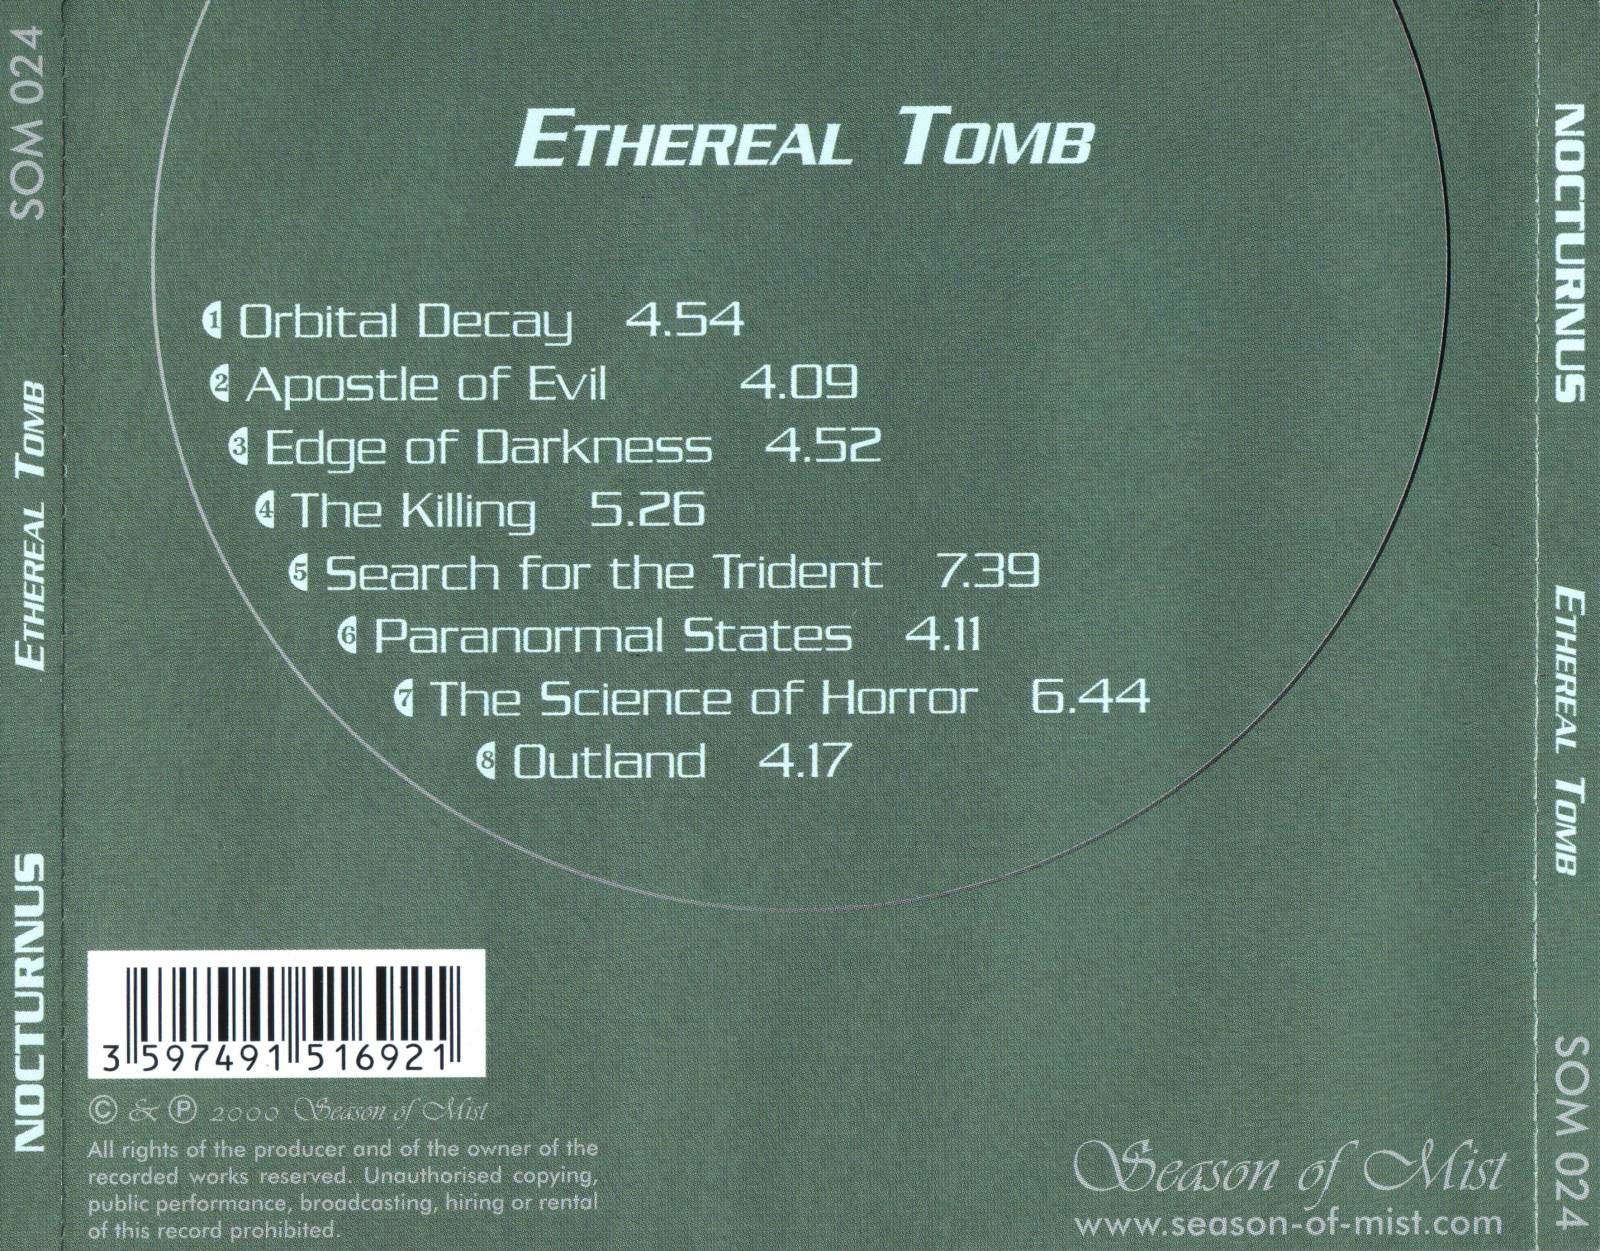 SOM 024
ETHEREAL TOMB
NOCTURNUS
ETHEREAL TOMB
1 Orbital Decay 4.54
2 Apostle of Evil 4.09
3 Edge of Darkness 4.52
4 The Killing 5.26
5 Search for the Trident 7.39
6 Paranormal States 4.11
7 The Science of Horror 6.44
8 Outland 4.17
3 597491 516921
© & ℗ 2000 Season of Mist
All rights of the producer and of the owner of the
recorded works reserved. Unauthorised copying,
public performance, broadcasting, hiring or rental
of this record prohibited.
Season of Mist
www.season-of-mist.com
NOCTURNUS
ETHEREAL TOMB
SOM 024